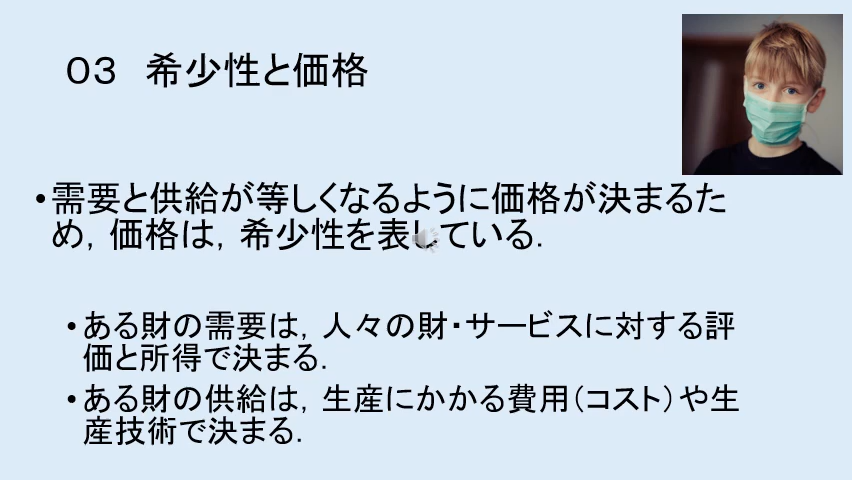 03 希少性と価格
•需要と供給が等しくなるように価格が決まるた
め，価格は，希少性を表している．
•ある財の需要は，人々の財・サービスに対する評
価と所得で決まる．
•ある財の供給は，生産にかかる費用（コスト）や生
産技術で決まる．